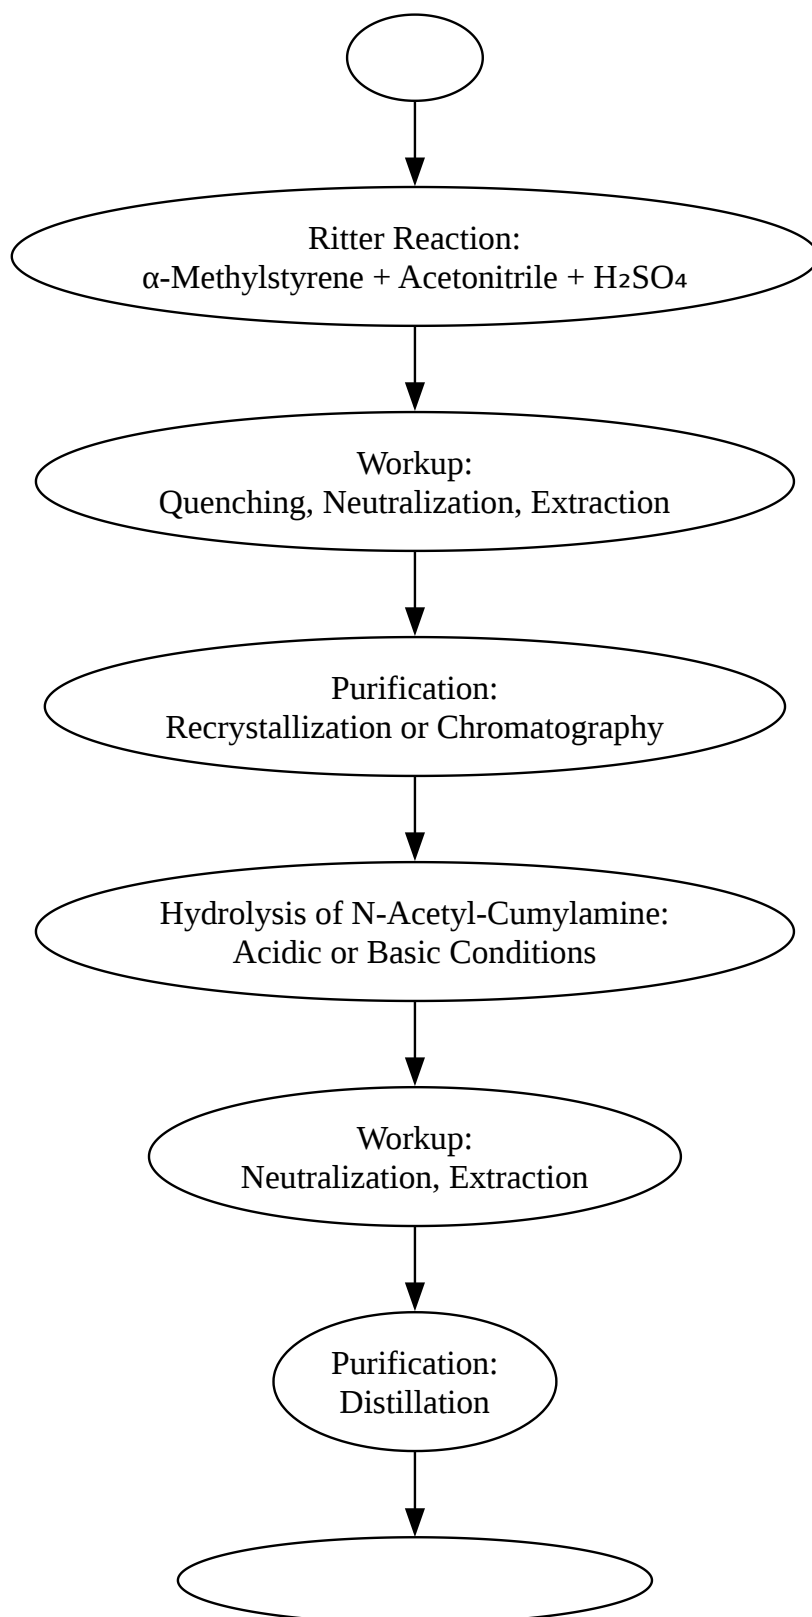 Ritter Reaction:
α-Methylstyrene + Acetonitrile + H₂SO₄
Workup:
Quenching, Neutralization, Extraction
Purification:
Recrystallization or Chromatography
Hydrolysis of N-Acetyl-Cumylamine:
Acidic or Basic Conditions
Workup:
Neutralization, Extraction
Purification:
Distillation